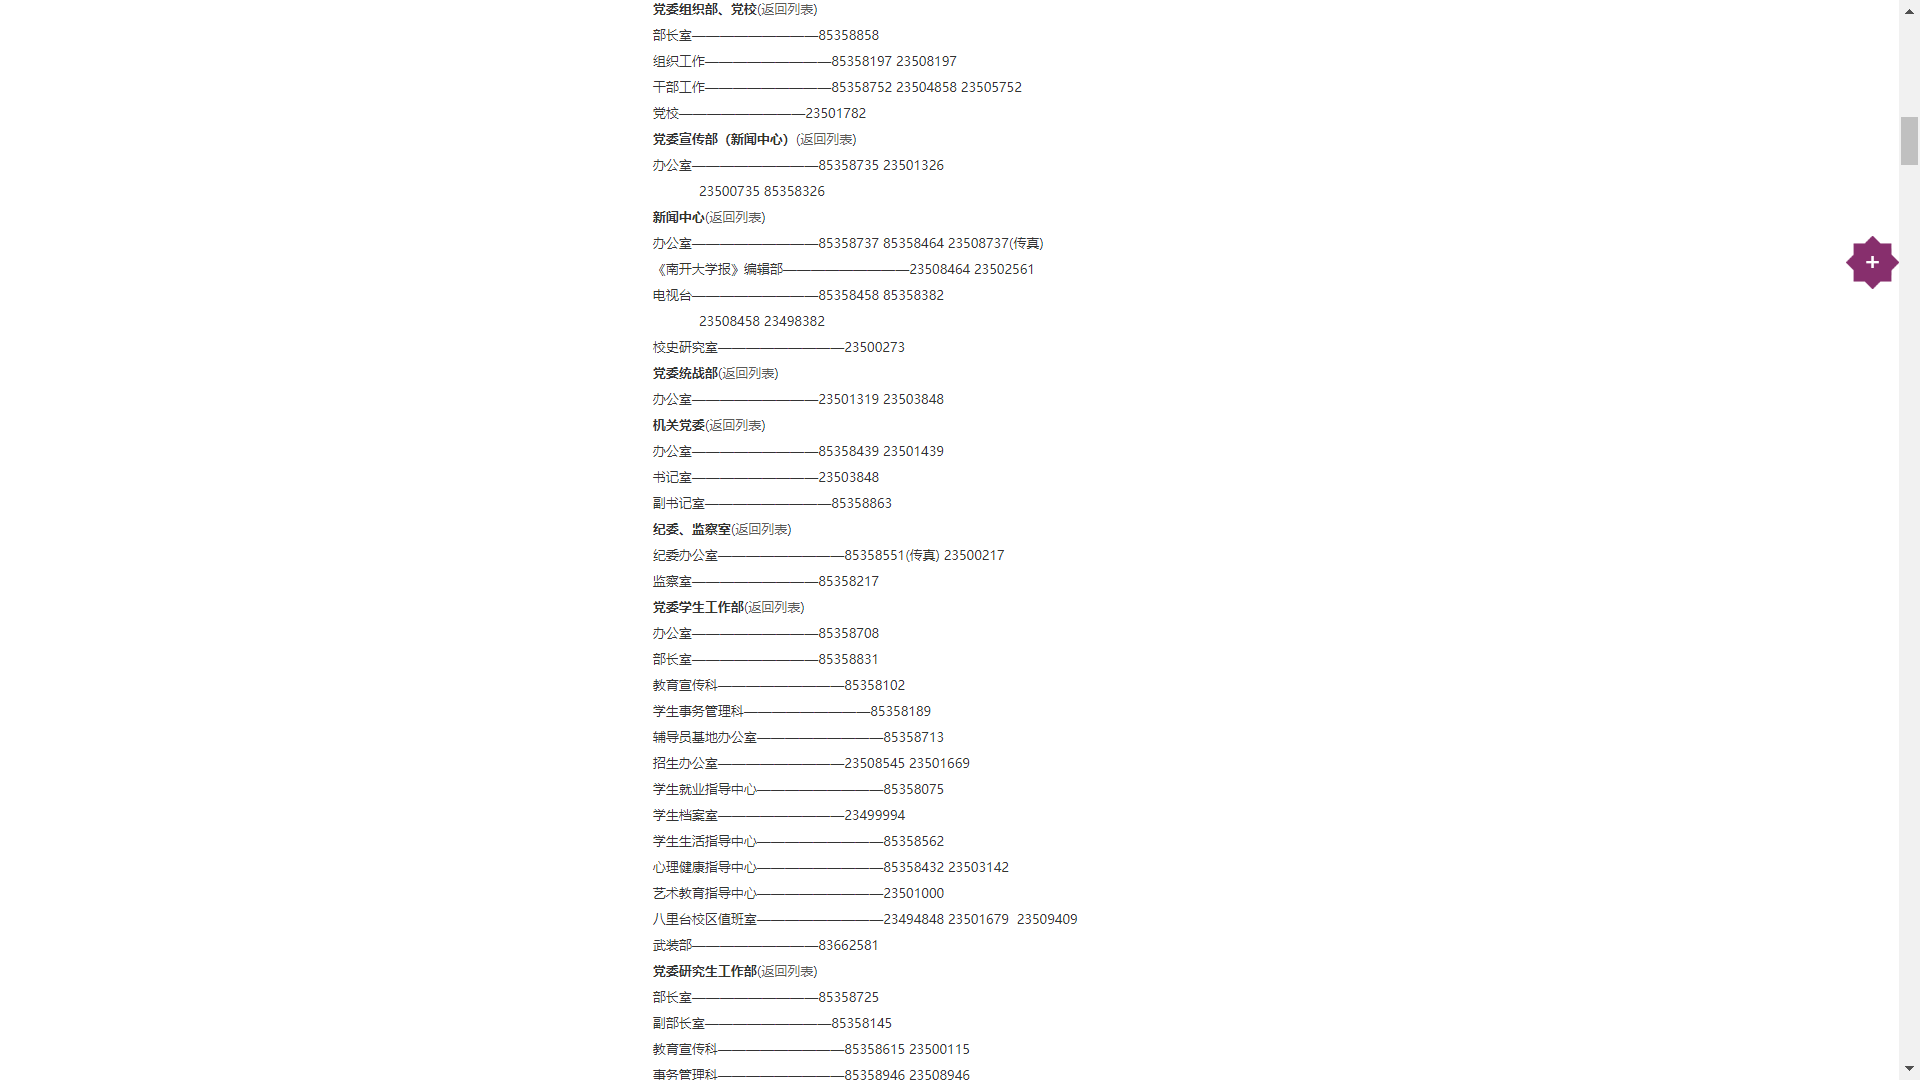 党委组织部、党校(返回列表)
部长室—————————85358858
组织工作—————————85358197 23508197
干部工作—————————85358752 23504858 23505752
党校—————————23501782
党委宣传部（新闻中心）(返回列表)
办公室—————————85358735 23501326
23500735 85358326
新闻中心(返回列表)
办公室—————————85358737 85358464 23508737(传真)
《南开大学报》编辑部—————————23508464 23502561
电视台—————————85358458 85358382
23508458 23498382
校史研究室—————————23500273
党委统战部(返回列表)
办公室—————————23501319 23503848
机关党委(返回列表)
办公室—————————85358439 23501439
书记室—————————23503848
副书记室—————————85358863
纪委、监察室(返回列表)
纪委办公室—————————85358551(传真) 23500217
监察室—————————85358217
党委学生工作部(返回列表)
办公室—————————85358708
部长室—————————85358831
教育宣传科—————————85358102
学生事务管理科—————————85358189
辅导员基地办公室—————————85358713
招生办公室—————————23508545 23501669
学生就业指导中心—————————85358075
学生档案室—————————23499994
学生生活指导中心—————————85358562
心理健康指导中心—————————85358432 23503142
艺术教育指导中心—————————23501000
八里台校区值班室—————————23494848 23501679 23509409
武装部—————————83662581
党委研究生工作部(返回列表)
部长室—————————85358725
副部长室—————————85358145
教育宣传科—————————85358615 23500115
事务管理科—————————85358946 23508946